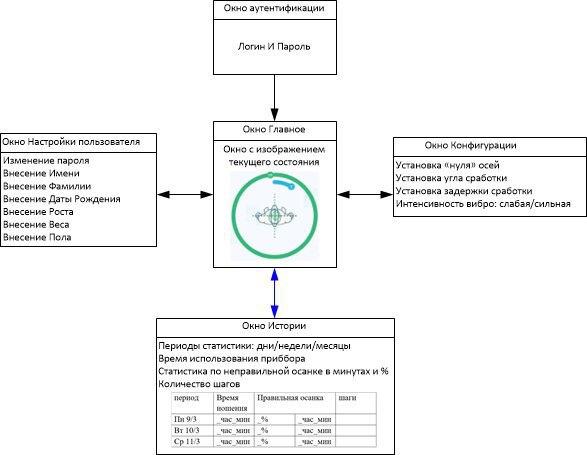 Окно аутентификации
Логин И Пароль
Окно Настройки пользователя
Изменение пароля
Внесение Имени
Внесение Фамилии
Внесение Даты Рождения
Внесение Роста
Внесение Веса
Внесение Пола
Окно Главное
Окно с изображением
текущего состояния
Окно Конфигурации
Установка «нуля» осей
Установка угла сработки
Установка задержки сработки
Интенсивность вибро: слабая/сильная
Окно Истории
Периоды статистики: дни/недели/месяцы
Время использования приббора
Статистика по неправильной осанке в минутах и %
Количество шагов
период Время Правильная осанка шаги
ношения
Пн 9/3 _час_мин _% _час_мин
Вт 10/3 _час_мин _% _час_мин
Ср 11/3 _час_мин _% _час_мин